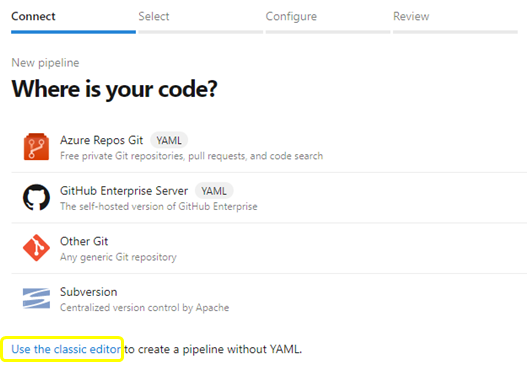 Connect Select Configure Review
New pipeline
Where is your code?
Azure Repos Git YAML
Free private Git repositories, pull requests, and code search
GitHub Enterprise Server YAML
The self-hosted version of GitHub Enterprise
Other Git
Any generic Git repository
Subversion
Centralized version control by Apache
Use the classic editor to create a pipeline without YAML.